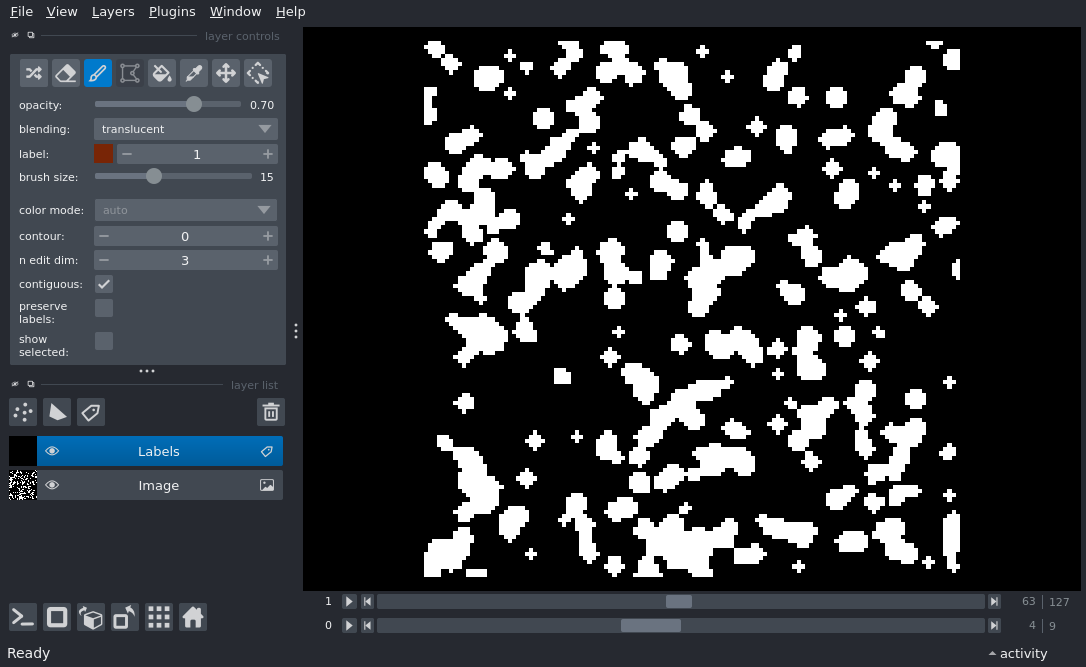 File View Layers Plugins Window Help
layer controls
opacity: 0.70
blending: translucent
label: 1
brush size: 15
color mode: auto
contour: 0
n edit dim: 3
contiguous:
preserve
labels:
show
selected:
layer list
Labels
Image
1 63 127
0 4 9
Ready activity